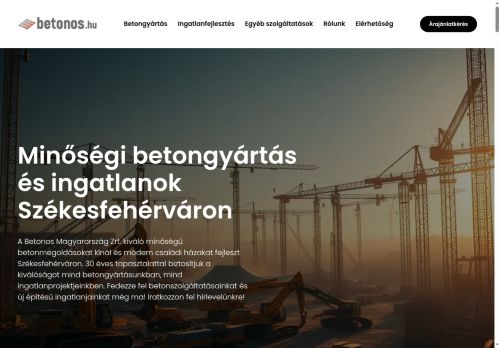 betonos.hu
Betongyártás Ingatlanfejlesztés Egyéb szolgáltatások Rólunk Elérhetőség Árajánlatkérés
Minőségi betongyártás
és ingatlanok
Székesfehérváron
A Betonos Magyarország Zrt. kiváló minőségű
betonmegoldásokat kínál és modern családi házakat fejleszt
Székesfehérváron. 30 éves tapasztalattal biztosítjuk a
kiválóságot mind betongyártásunkban, mind
ingatlanprojektjeinkben. Fedezze fel betonszolgáltatásainkat és
új építésű ingatlanjainkat még ma! Iratkozzon fel hírlevelünkre!